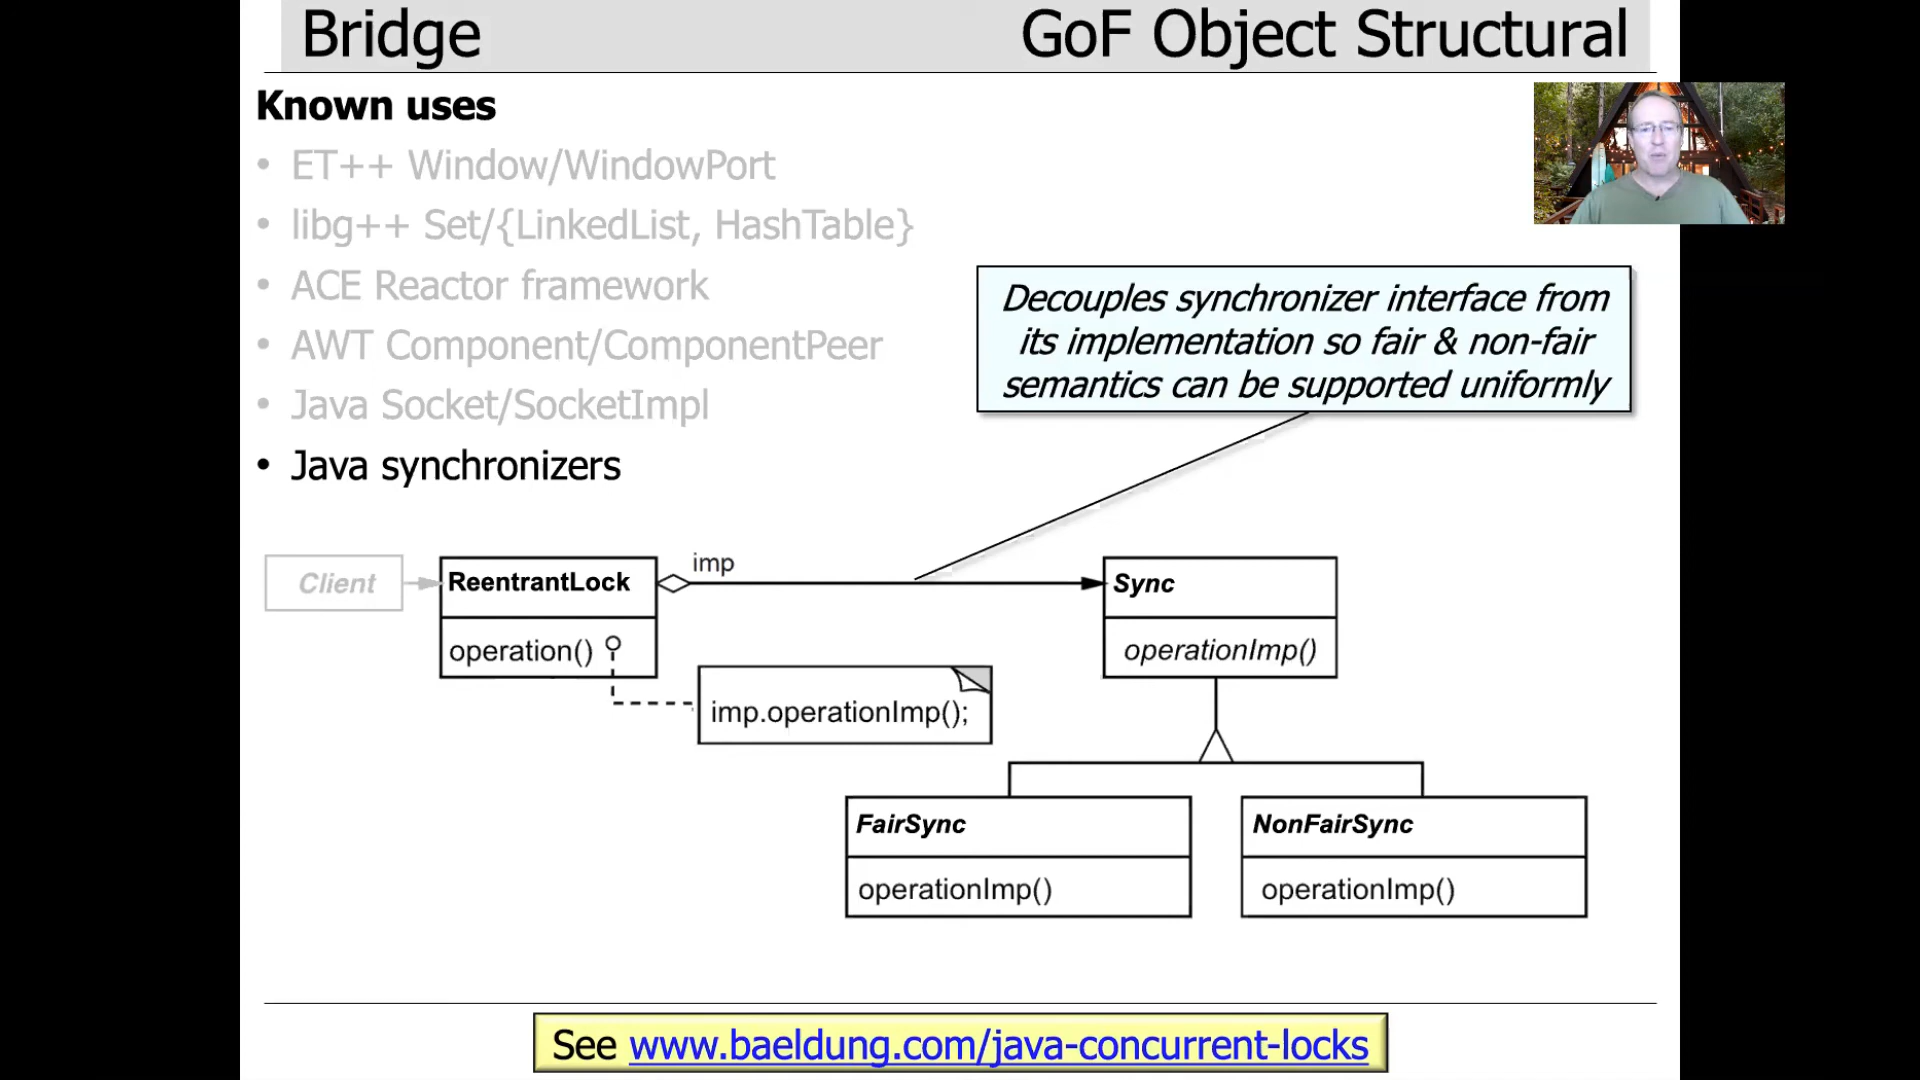 Bridge
GoF Object Structural
Known uses
• ET++ Window/WindowPort
• libg++ Set/{LinkedList, HashTable}
• ACE Reactor framework
• AWT Component/ComponentPeer
• Java Socket/SocketImpl
• Java synchronizers
Decouples synchronizer interface from
its implementation so fair & non-fair
semantics can be supported uniformly
Client
ReentrantLock
operation()
imp
imp.operationImp();
Sync
operationImp()
FairSync
operationImp()
NonFairSync
operationImp()
See www.baeldung.com/java-concurrent-locks